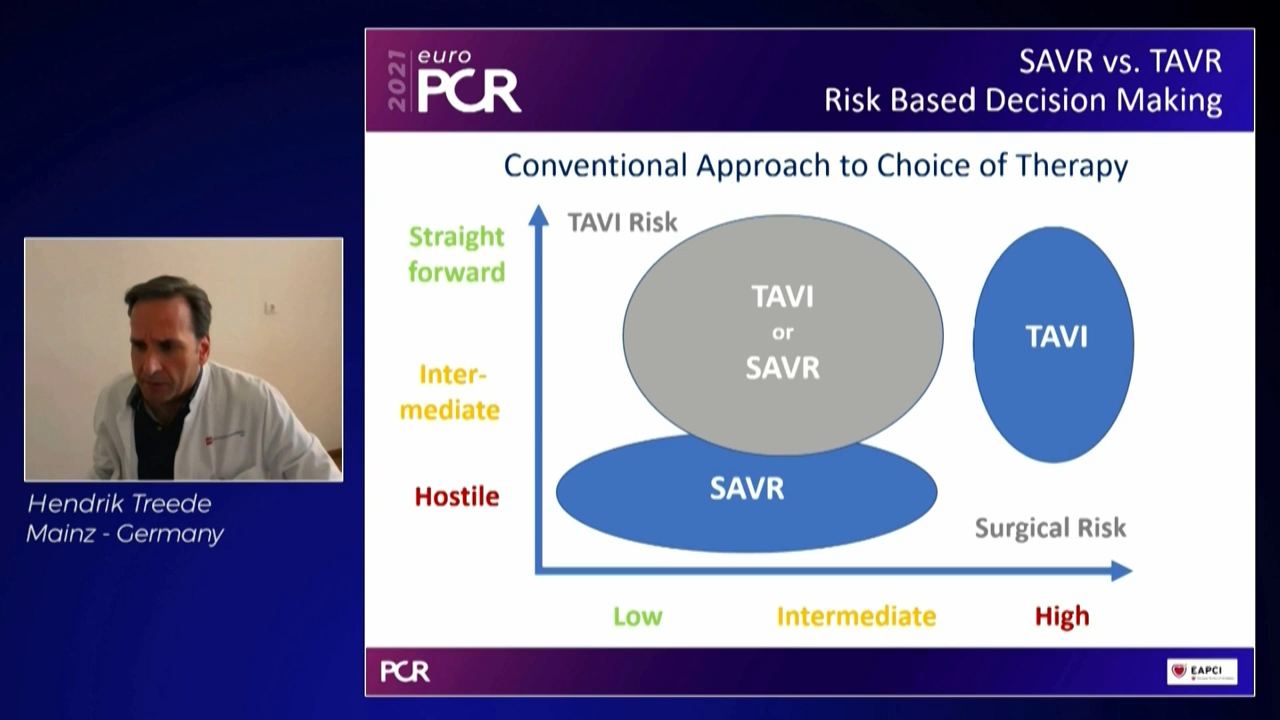 2021
euro
PCR
SAVR vs. TAVR
Risk Based Decision Making
Conventional Approach to Choice of Therapy
TAVI Risk
Straight
forward
Inter-
mediate
Hostile
TAVI
or
SAVR
TAVI
SAVR
Surgical Risk
Low
Intermediate
High
Hendrik Treede
Mainz - Germany
PCR
EAPCI